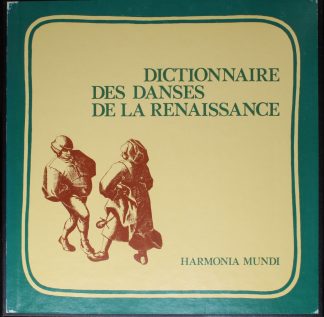 DICTIONNAIRE
DES DANSES
DE LA RENAISSANCE
HARMONIA MUNDI